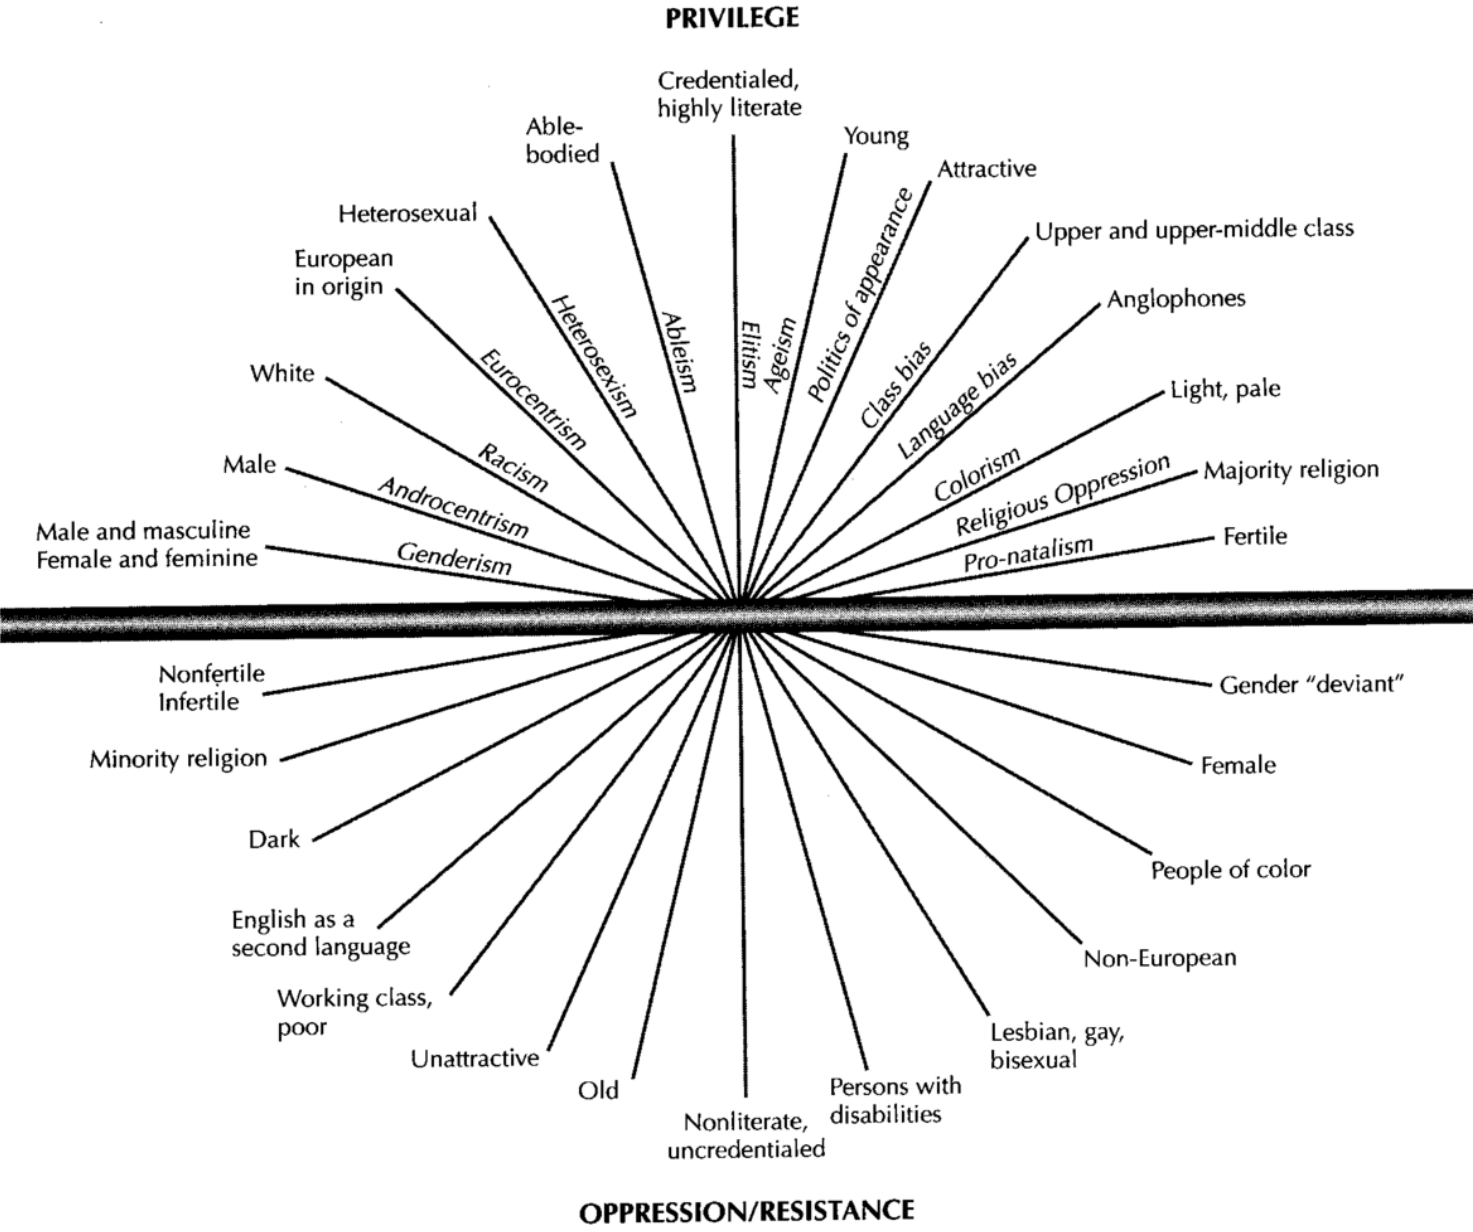 PRIVILEGE
Credentialed,
highly literate
Able-
bodied
Young
Attractive
Heterosexual
Upper and upper-middle class
European
in origin
Anglophones
White
Light, pale
Male
Majority religion
Male and masculine
Female and feminine
Fertile
Genderism
Androcentrism
Racism
Eurocentrism
Heterosexism
Ableism
Elitism
Ageism
Politics of appearance
Class bias
Language bias
Colorism
Religious Oppression
Pro-natalism
Nonfertile
Infertile
Gender “deviant”
Minority religion
Female
Dark
People of color
English as a
second language
Non-European
Working class,
poor
Lesbian, gay,
bisexual
Unattractive
Old
Persons with
disabilities
Nonliterate,
uncredentialed
OPPRESSION/RESISTANCE